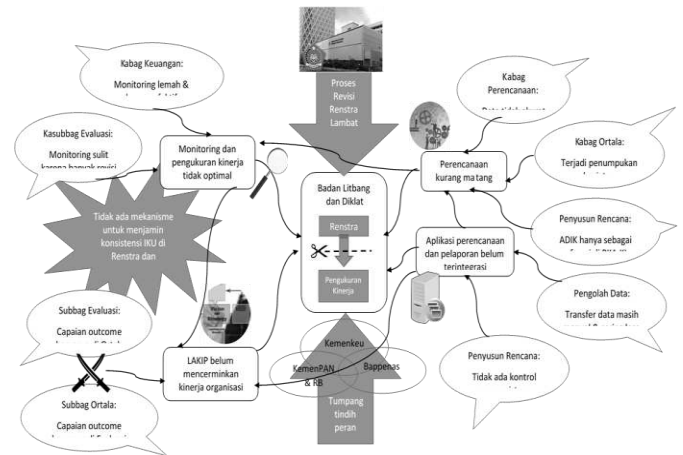 Kabag Keuangan:
Monitoring lemah &
Kasubbag Evaluasi:
Monitoring sulit
karena banyak revisi
Monitoring dan
pengukuran kinerja
tidak optimal
Tidak ada mekanisme
untuk menjamin
konsistensi IKU di
Renstra dan
Subbag Evaluasi:
Capaian outcome
Subbag Ortala:
Capaian outcome
LAKIP belum
mencerminkan
kinerja organisasi
Proses
Revisi
Renstra
Lambat
Badan Litbang
dan Diklat
Renstra
Pengukuran
Kinerja
Kemenkeu
KemenPAN
& RB
Bappenas
Tumpang
tindih
peran
Kabag
Perencanaan:
Kabag Ortala:
Terjadi penumpukan
Perencanaan
kurang matang
Penyusun Rencana:
ADIK hanya sebagai
Aplikasi perencanaan
dan pelaporan belum
terintegrasi
Pengolah Data:
Transfer data masih
Penyusun Rencana:
Tidak ada kontrol